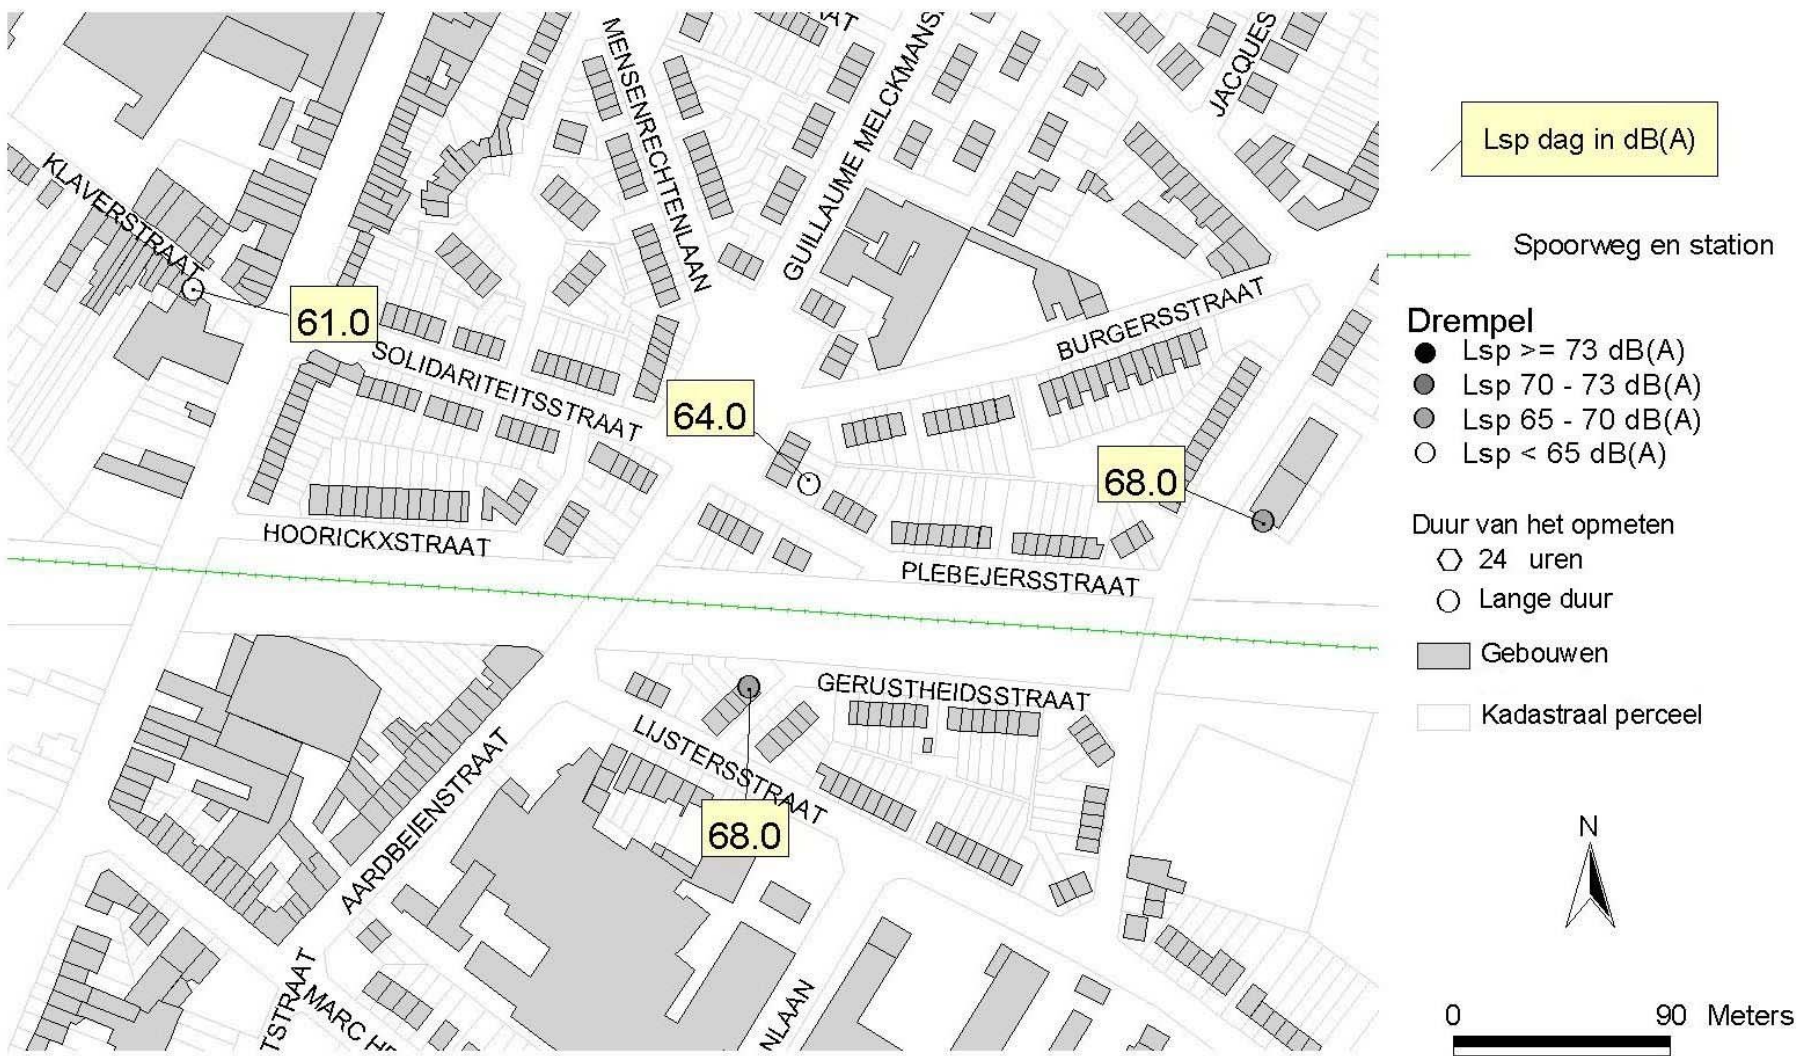 MENSENRECHTENLAAN
GUILLAUME MELCKMANS
JACQUES
KLAVERSTRAAT
61.0
SOLIDARITEITSSTRAAT
BURGERSSTRAAT
64.0
68.0
HOORICKXSTRAAT
PLEBEJERSSTRAAT
GERUSTHEIDSSTRAAT
LIJSTERSSTRAAT
AARDBEIENSTRAAT
68.0
TSTRAAT
MARC HE
NLAAN
Lsp dag in dB(A)
Spoorweg en station
Drempel
Lsp >= 73 dB(A)
Lsp 70 - 73 dB(A)
Lsp 65 - 70 dB(A)
Lsp < 65 dB(A)
Duur van het opmeten
24 uren
Lange duur
Gebouwen
Kadastraal perceel
N
0 90 Meters